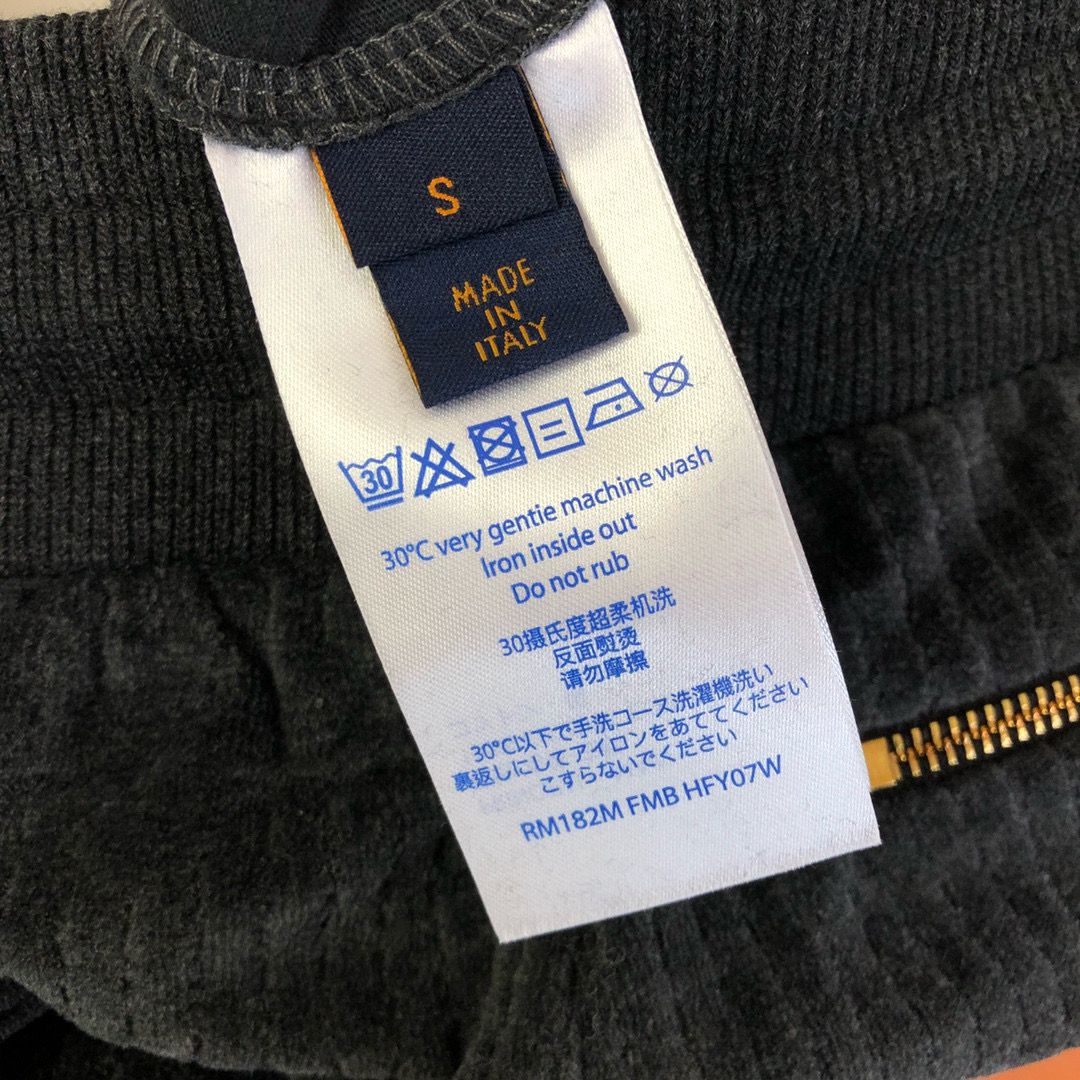 S
MADE
IN
ITALY
30
30°C very gentie machine wash
Iron inside out
Do not rub
30摄氏度超柔机洗
反面熨烫
请勿摩擦
30°C以下で手洗コース洗濯機洗い
裏返しにしてアイロンをあててください
こすらないでください
RM182M FMB HFY07W